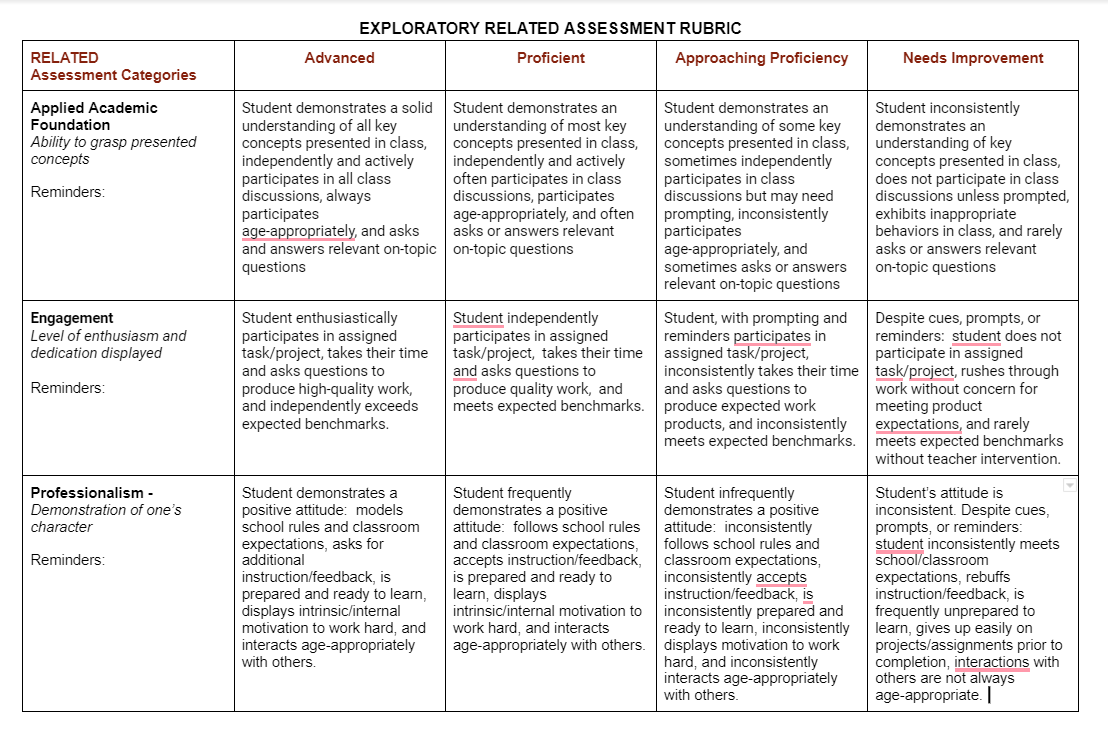 EXPLORATORY RELATED ASSESSMENT RUBRIC
RELATED
Assessment Categories
Advanced
Proficient
Approaching Proficiency
Needs Improvement
Applied Academic
Foundation
Ability to grasp presented
concepts
Reminders:
Student demonstrates a solid
understanding of all key
concepts presented in class,
independently and actively
participates in all class
discussions, always
participates
age-appropriately, and asks
and answers relevant on-topic
questions
Student demonstrates an
understanding of most key
concepts presented in class,
independently and actively
often participates in class
discussions, participates
age-appropriately, and often
asks or answers relevant
on-topic questions
Student demonstrates an
understanding of some key
concepts presented in class,
sometimes independently
participates in class
discussions but may need
prompting, inconsistently
participates
age-appropriately, and
sometimes asks or answers
relevant on-topic questions
Student inconsistently
demonstrates an
understanding of key
concepts presented in class,
does not participate in class
discussions unless prompted,
exhibits inappropriate
behaviors in class, and rarely
asks or answers relevant
on-topic questions
Engagement
Level of enthusiasm and
dedication displayed
Reminders:
Student enthusiastically
participates in assigned
task/project, takes their time
and asks questions to
produce high-quality work,
and independently exceeds
expected benchmarks.
Student independently
participates in assigned
task/project,  takes their time
and asks questions to
produce quality work,  and
meets expected benchmarks.
Student, with prompting and
reminders participates in
assigned task/project,
inconsistently takes their time
and asks questions to
produce expected work
products, and inconsistently
meets expected benchmarks.
Despite cues, prompts, or
reminders:  student does not
participate in assigned
task/project, rushes through
work without concern for
meeting product
expectations, and rarely
meets expected benchmarks
without teacher intervention.
Professionalism -
Demonstration of one's
character
Reminders:
Student demonstrates a
positive attitude:  models
school rules and classroom
expectations, asks for
additional
instruction/feedback, is
prepared and ready to learn,
displays intrinsic/internal
motivation to work hard, and
interacts age-appropriately
with others.
Student frequently
demonstrates a positive
attitude:  follows school rules
and classroom expectations,
accepts instruction/feedback,
is prepared and ready to
learn, displays
intrinsic/internal motivation to
work hard, and interacts
age-appropriately with others.
Student infrequently
demonstrates a positive
attitude:  inconsistently
follows school rules and
classroom expectations,
inconsistently accepts
instruction/feedback, is
inconsistently prepared and
ready to learn, inconsistently
displays motivation to work
hard, and inconsistently
interacts age-appropriately
with others.
Student's attitude is
inconsistent. Despite cues,
prompts, or reminders:
student inconsistently meets
school/classroom
expectations, rebuffs
instruction/feedback, is
frequently unprepared to
learn, gives up easily on
projects/assignments prior to
completion, interactions with
others are not always
age-appropriate.